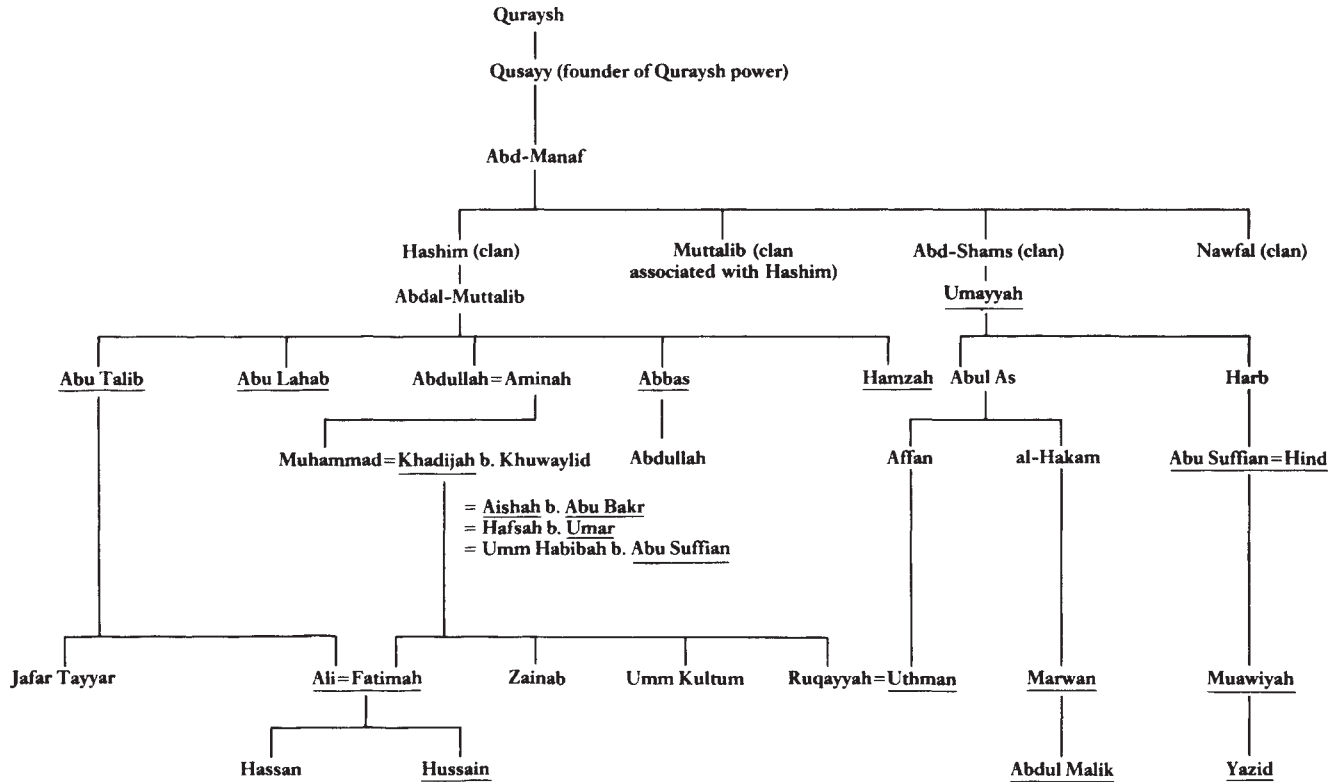 Quraysh
Qusayy (founder of Quraysh power)
Abd-Manaf
Hashim (clan)
Muttalib (clan
associated with Hashim)
Abd-Shams (clan)
Nawfal (clan)
Abdal-Muttalib
Umayyah
Abu Talib
Abu Lahab
Abdullah=Aminah
Abbas
Hamzah
Abul As
Harb
Muhammad=Khadijah b. Khuwaylid
Abdullah
Affan
al-Hakam
Abu Suffian=Hind
= Aishah b. Abu Bakr
= Hafsah b. Umar
= Umm Habibah b. Abu Suffian
Jafar Tayyar
Ali=Fatimah
Zainab
Umm Kultum
Ruqayyah=Uthman
Marwan
Muawiyah
Hassan
Hussain
Abdul Malik
Yazid